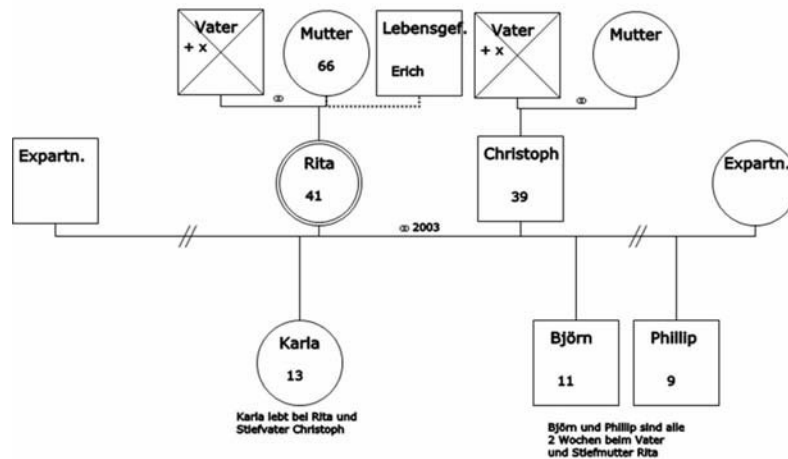 Vater
+ x
Mutter
66
Lebensgef.
Erich
Vater
+ x
Mutter
⚭
⚭
Expartn.
Rita
41
Christoph
39
Expartn.
⚭ 2003
Karla
13
Björn
11
Phillip
9
Karla lebt bei Rita und
Stiefvater Christoph
Björn und Phillip sind alle
2 Wochen beim Vater
und Stiefmutter Rita